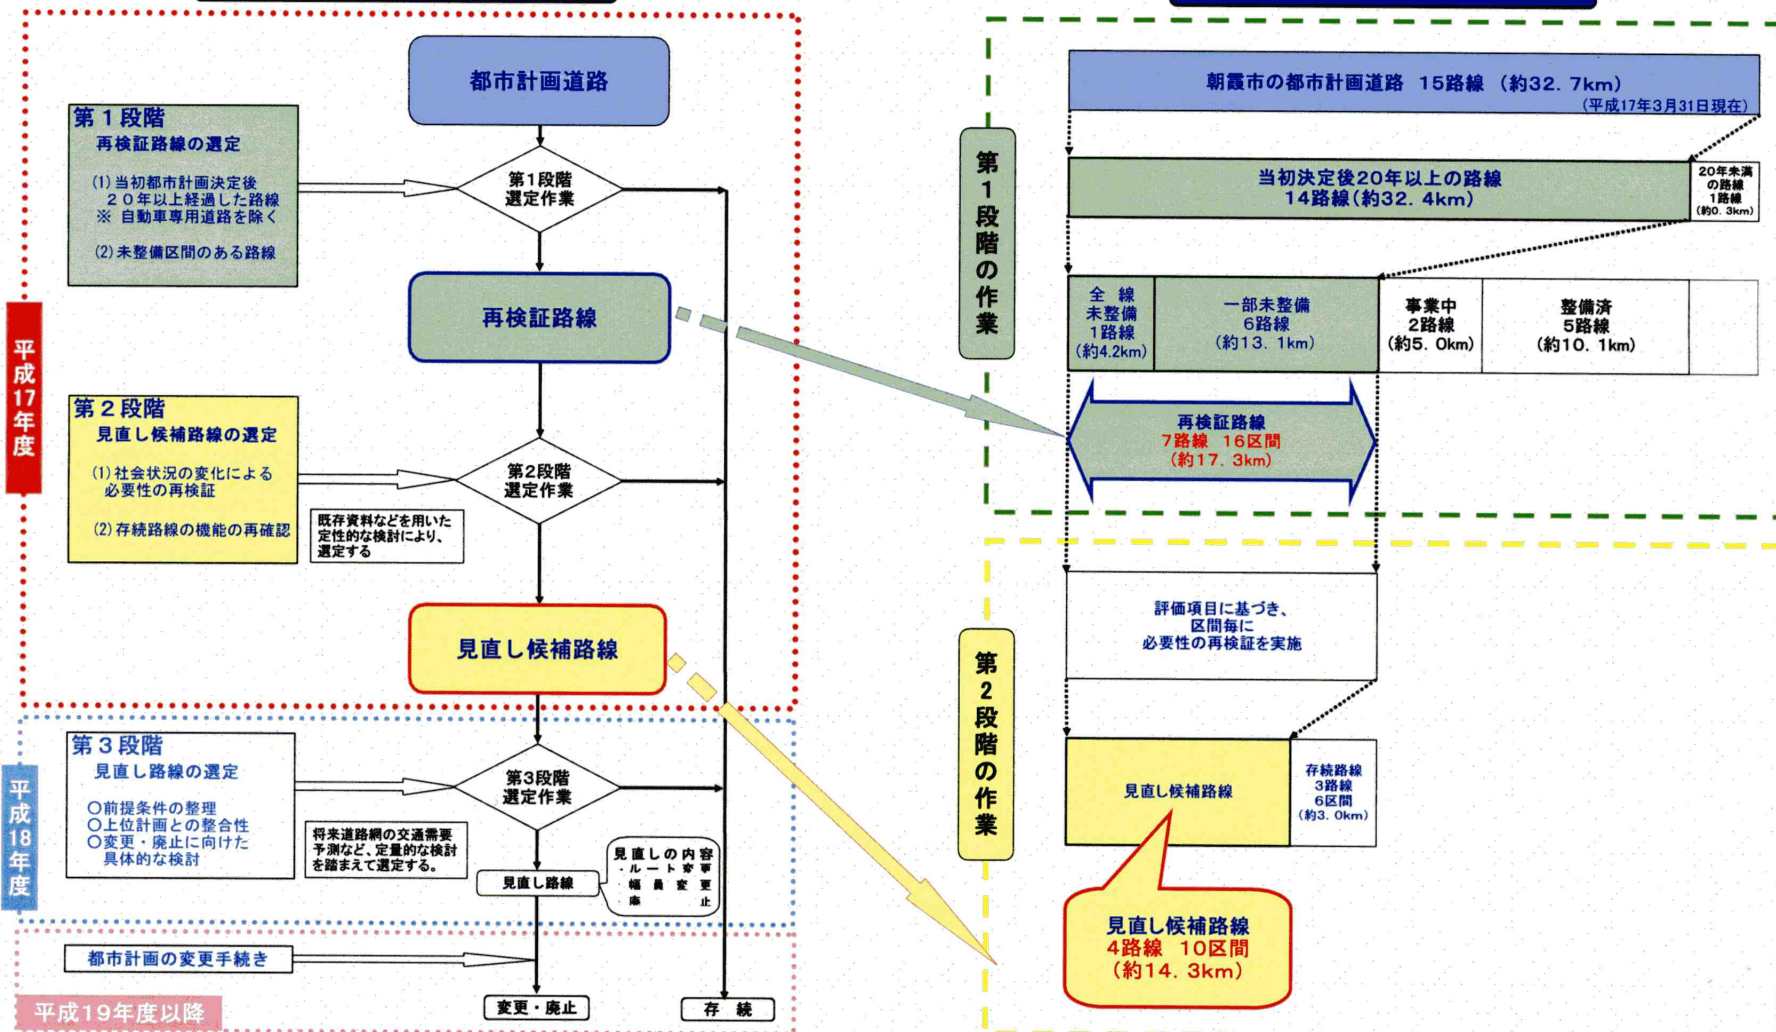 都市計画道路
第1段階
再検証路線の選定
(1)当初都市計画決定後
20年以上経過した路線
※ 自動車専用道路を除く
(2)未整備区間のある路線
第1段階
選定作業
再検証路線
平成17年度
第2段階
見直し候補路線の選定
(1)社会状況の変化による
必要性の再検証
(2)存続路線の機能の再確認
第2段階
選定作業
既存資料などを用いた
定性的な検討により、
選定する
見直し候補路線
平成18年度
第3段階
見直し路線の選定
○前提条件の整理
○上位計画との整合性
○変更・廃止に向けた
具体的な検討
第3段階
選定作業
将来道路網の交通需要
予測など、定量的な検討
を踏まえて選定する。
見直し路線
見直しの内容
・ルート変更
・幅員変更
・廃止
都市計画の変更手続き
平成19年度以降
変更・廃止
存続
第1段階の作業
朝霞市の都市計画道路 15路線 (約32.7km)
(平成17年3月31日現在)
当初決定後20年以上の路線
14路線(約32.4km)
20年未満
の路線
1路線
(約0.3km)
全線
未整備
1路線
(約4.2km)
一部未整備
6路線
(約13.1km)
事業中
2路線
(約5.0km)
整備済
5路線
(約10.1km)
再検証路線
7路線 16区間
(約17.3km)
第2段階の作業
評価項目に基づき、
区間毎に
必要性の再検証を実施
見直し候補路線
存続路線
3路線
6区間
(約3.0km)
見直し候補路線
4路線 10区間
(約14.3km)